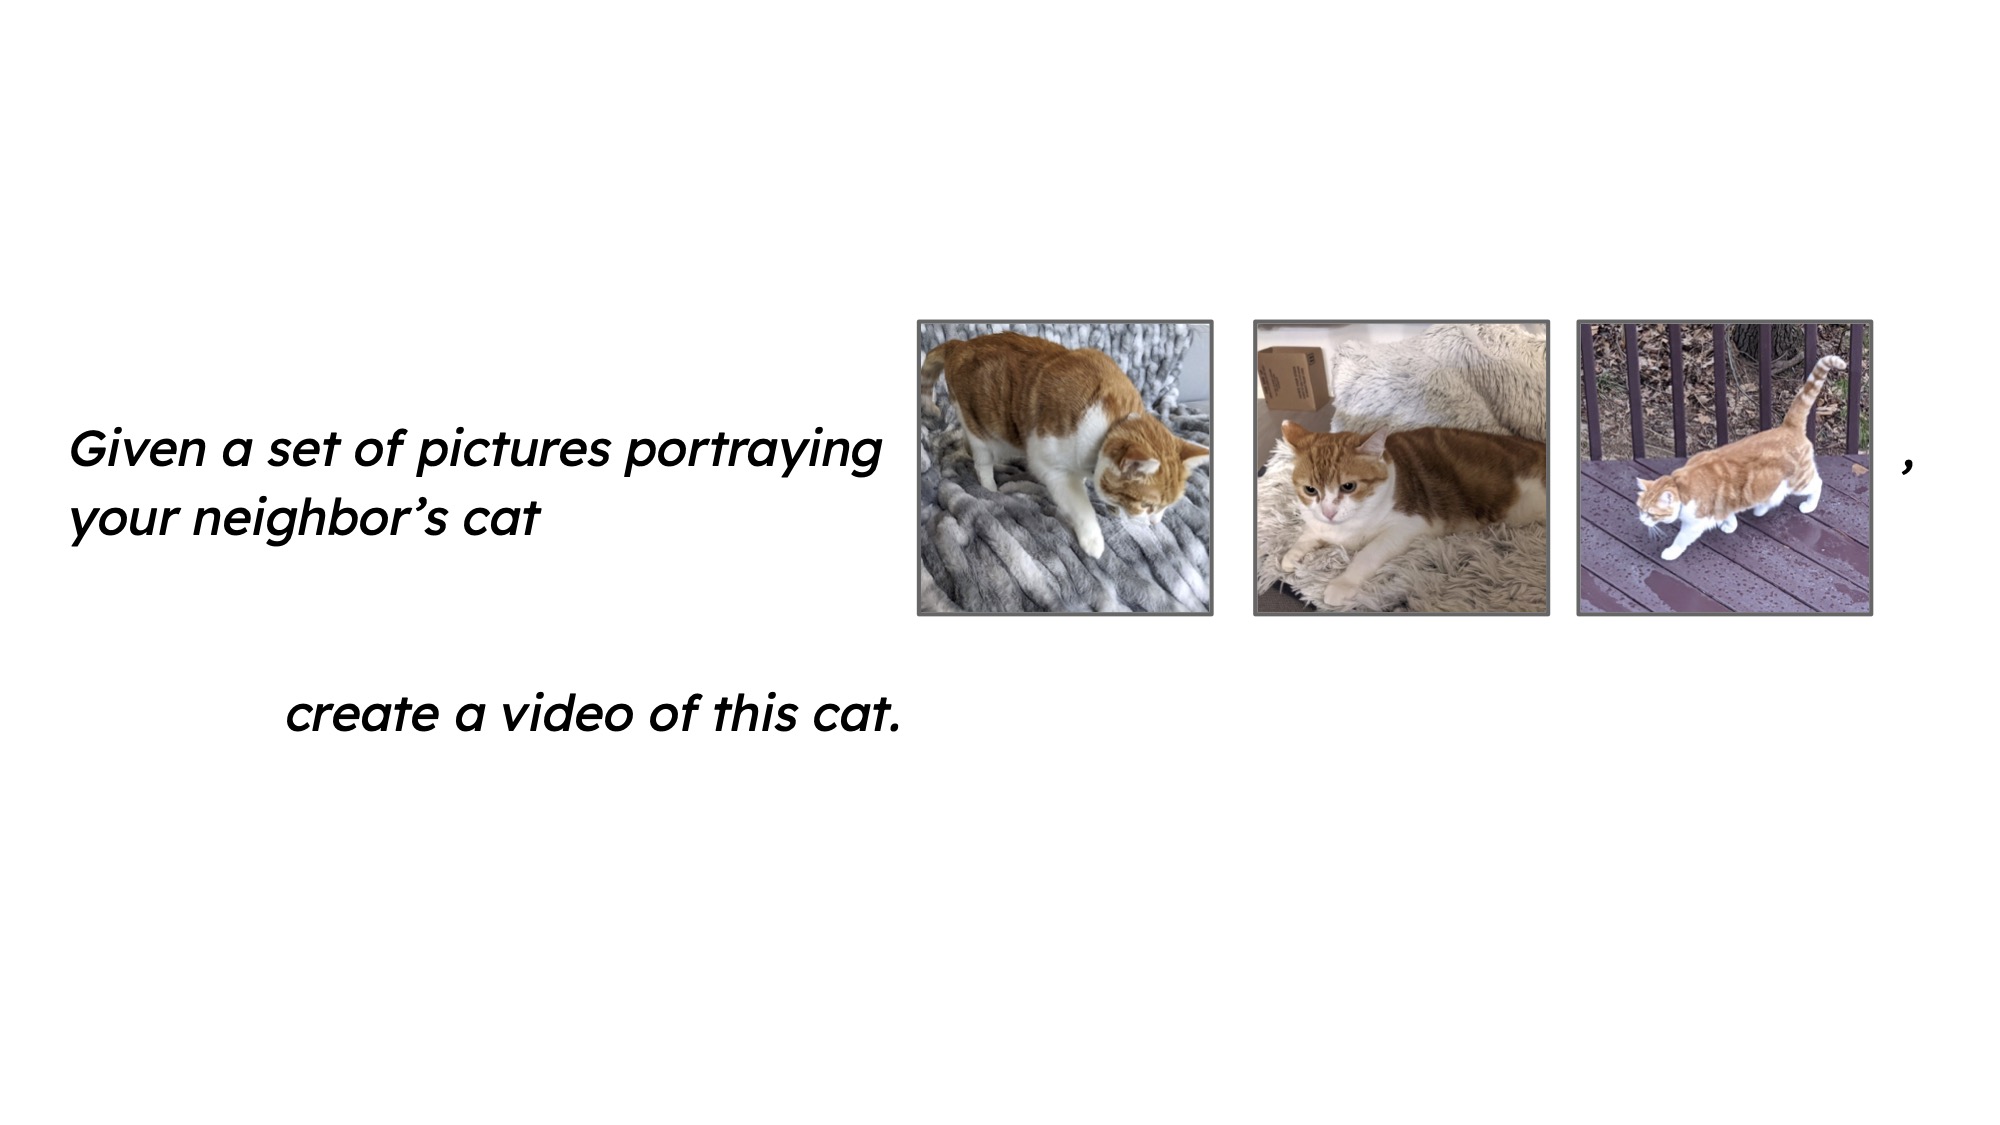 Given a set of pictures portraying
your neighbor’s cat
,
create a video of this cat.